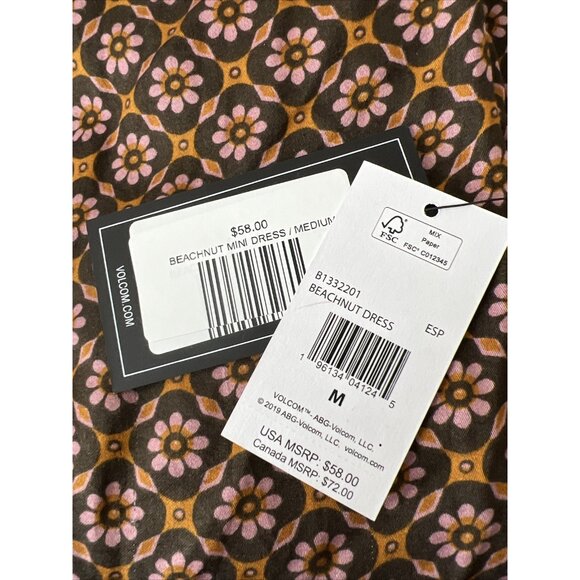 $58.00
BEACHNUT MINI DRESS / MEDIUM
VOLCOM.COM
FSC
MIX
Paper
FSC® C012345
B1332201
BEACHNUT DRESS ESP
1 96134 04124 5
M
VOLCOM™- ABG-Volcom, LLC.
© 2019 ABG-Volcom, LLC. volcom.com
USA MSRP: $58.00
Canada MSRP: $72.00